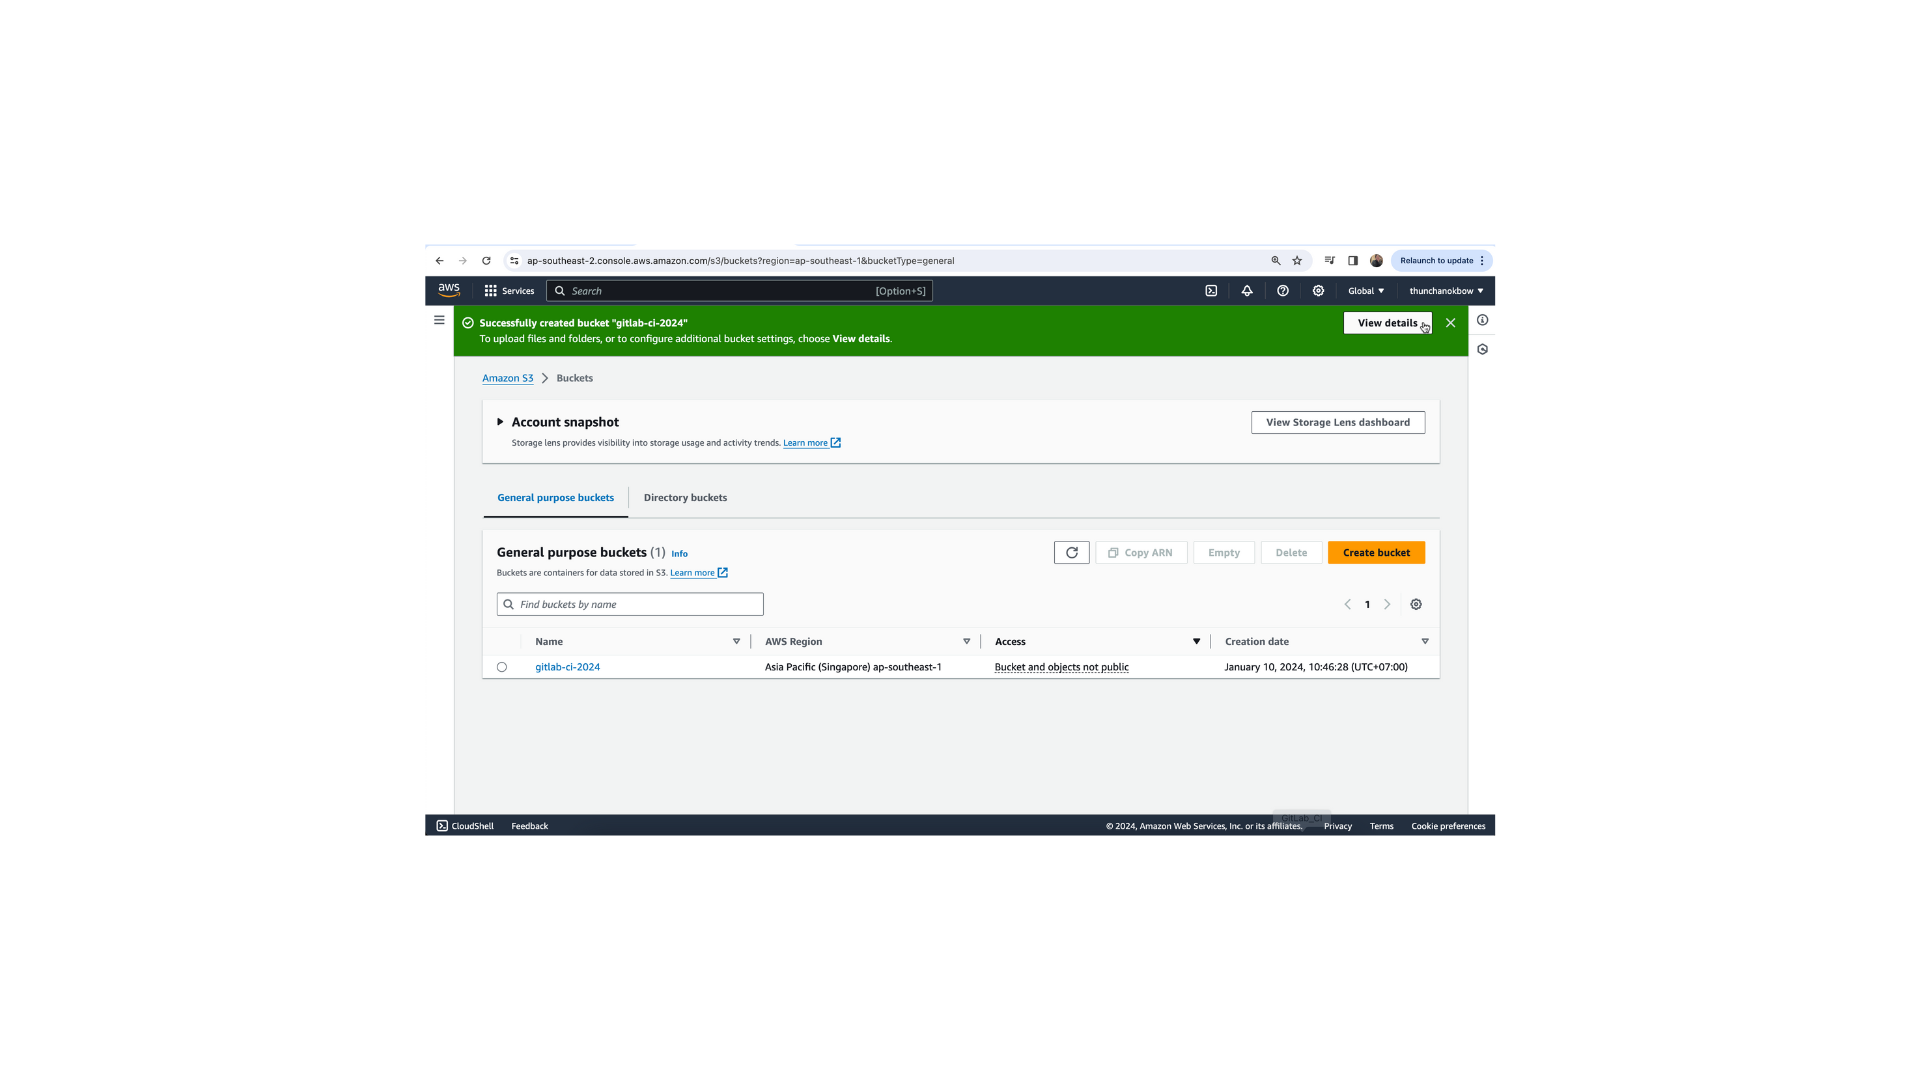 ap-southeast-2.console.aws.amazon.com/s3/buckets?region=ap-southeast-1&bucketType=general
Relaunch to update
aws
Services
Search
[Option+S]
Global
thunchanokbow
Successfully created bucket "gitlab-ci-2024"
To upload files and folders, or to configure additional bucket settings, choose View details.
View details
Amazon S3
Buckets
Account snapshot
Storage lens provides visibility into storage usage and activity trends. Learn more
View Storage Lens dashboard
General purpose buckets
Directory buckets
General purpose buckets (1) Info
Buckets are containers for data stored in S3. Learn more
Copy ARN
Empty
Delete
Create bucket
Find buckets by name
1
Name
AWS Region
Access
Creation date
gitlab-ci-2024
Asia Pacific (Singapore) ap-southeast-1
Bucket and objects not public
January 10, 2024, 10:46:28 (UTC+07:00)
CloudShell
Feedback
GitLab_CI
© 2024, Amazon Web Services, Inc. or its affiliates.
Privacy
Terms
Cookie preferences